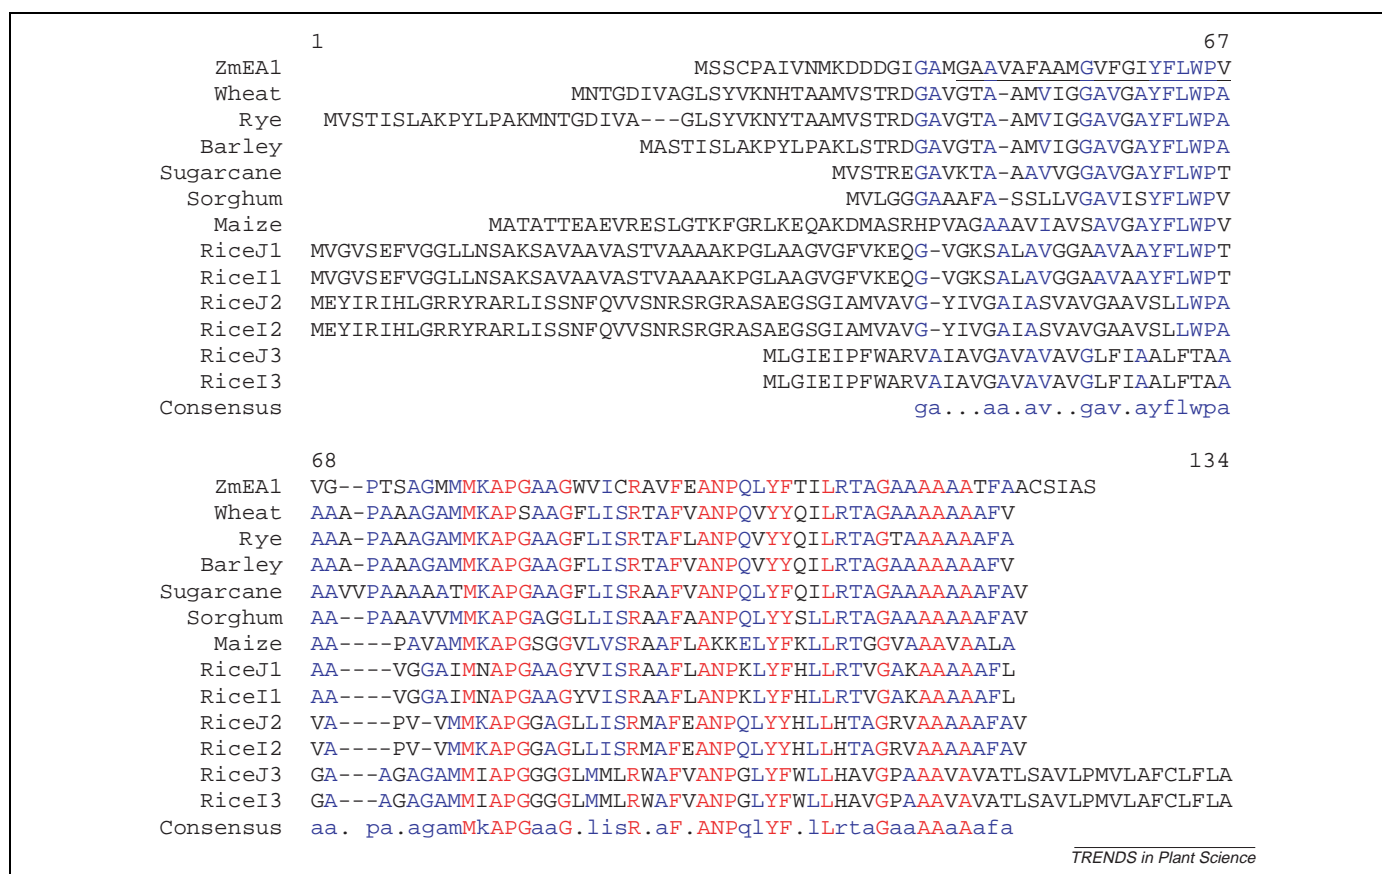 1 67
ZmEA1 MSSCPAIVNMKDDDGIGAMGAAVAFAAMGVFGIYFLWPV
Wheat MNTGDIVAGLSYVKNHTAAMVSTRDGAVGTA-AMVIGGAVGAYFLWPA
Rye MVSTISLAKPYLPAKMNTGDIVA---GLSYVKNYTAAMVSTRDGAVGTA-AMVIGGAVGAYFLWPA
Barley MASTISLAKPYLPAKLSTRDGAVGTA-AMVIGGAVGAYFLWPA
Sugarcane MVSTREGAVKTA-AAVVGGAVGAYFLWPT
Sorghum MVLGGGAAAFA-SSLLVGAVISYFLWPV
Maize MATATTEAEVRESLGTKFGRLKEQAKDMASRHPVAGAAAVIAVSAVGAYFLWPV
RiceJ1 MVGVSEFVGGLLNSAKSAVAAVASTVAAAAKPGLAAGVGFVKEQG-VGKSALAVGGAAVAAYFLWPT
RiceI1 MVGVSEFVGGLLNSAKSAVAAVASTVAAAAKPGLAAGVGFVKEQG-VGKSALAVGGAAVAAYFLWPT
RiceJ2 MEYIRIHLGRRYRARLISSNFQVVSNRSRGRASAEGSGIAMVAVG-YIVGAIASVAVGAAVSLLWPA
RiceI2 MEYIRIHLGRRYRARLISSNFQVVSNRSRGRASAEGSGIAMVAVG-YIVGAIASVAVGAAVSLLWPA
RiceJ3 MLGIEIPFWARVAIAVGAVAVAVGLFIAALFTAA
RiceI3 MLGIEIPFWARVAIAVGAVAVAVGLFIAALFTAA
Consensus ga...aa.av..gav.ayflwpa
68 134
ZmEA1 VG--PTSAGMMMKAPGAAGWVICRAVFEANPQLYFTILRTAGAAAAAATFAACSIAS
Wheat AAA-PAAAGAMMKAPSAAGFLISRTAFVANPQVYYQILRTAGAAAAAAAFV
Rye AAA-PAAAGAMMKAPGAAGFLISRTAFLANPQVYYQILRTAGTAAAAAAFA
Barley AAA-PAAAGAMMKAPGAAGFLISRTAFVANPQVYYQILRTAGAAAAAAAFV
Sugarcane AAVVPAAAAATMKAPGAAGFLISRAAFVANPQLYFQILRTAGAAAAAAAFAV
Sorghum AA--PAAAVVMMKAPGAGGLLISRAAFAANPQLYYSLLRTAGAAAAAAAFAV
Maize AA----PAVAMMKAPGSGGVLVSRAAFLAKKELYFKLLRTGGVAAAVAALA
RiceJ1 AA----VGGAIMNAPGAAGYVISRAAFLANPKLYFHLLRTVGAKAAAAAFL
RiceI1 AA----VGGAIMNAPGAAGYVISRAAFLANPKLYFHLLRTVGAKAAAAAFL
RiceJ2 VA----PV-VMMKAPGGAGLLISRMAFEANPQLYYHLLHTAGRVAAAAAFAV
RiceI2 VA----PV-VMMKAPGGAGLLISRMAFEANPQLYYHLLHTAGRVAAAAAFAV
RiceJ3 GA---AGAGAMMIAPGGGGLMMLRWAFVANPGLYFWLLHAVGPAAAVAVATLSAVLPMVLAFCLFLA
RiceI3 GA---AGAGAMMIAPGGGGLMMLRWAFVANPGLYFWLLHAVGPAAAVAVATLSAVLPMVLAFCLFLA
Consensus aa. pa.agamMkAPGaaG.lisR.aF.ANPqlYF.lLrtaGaaAAaAafa
TRENDS in Plant Science